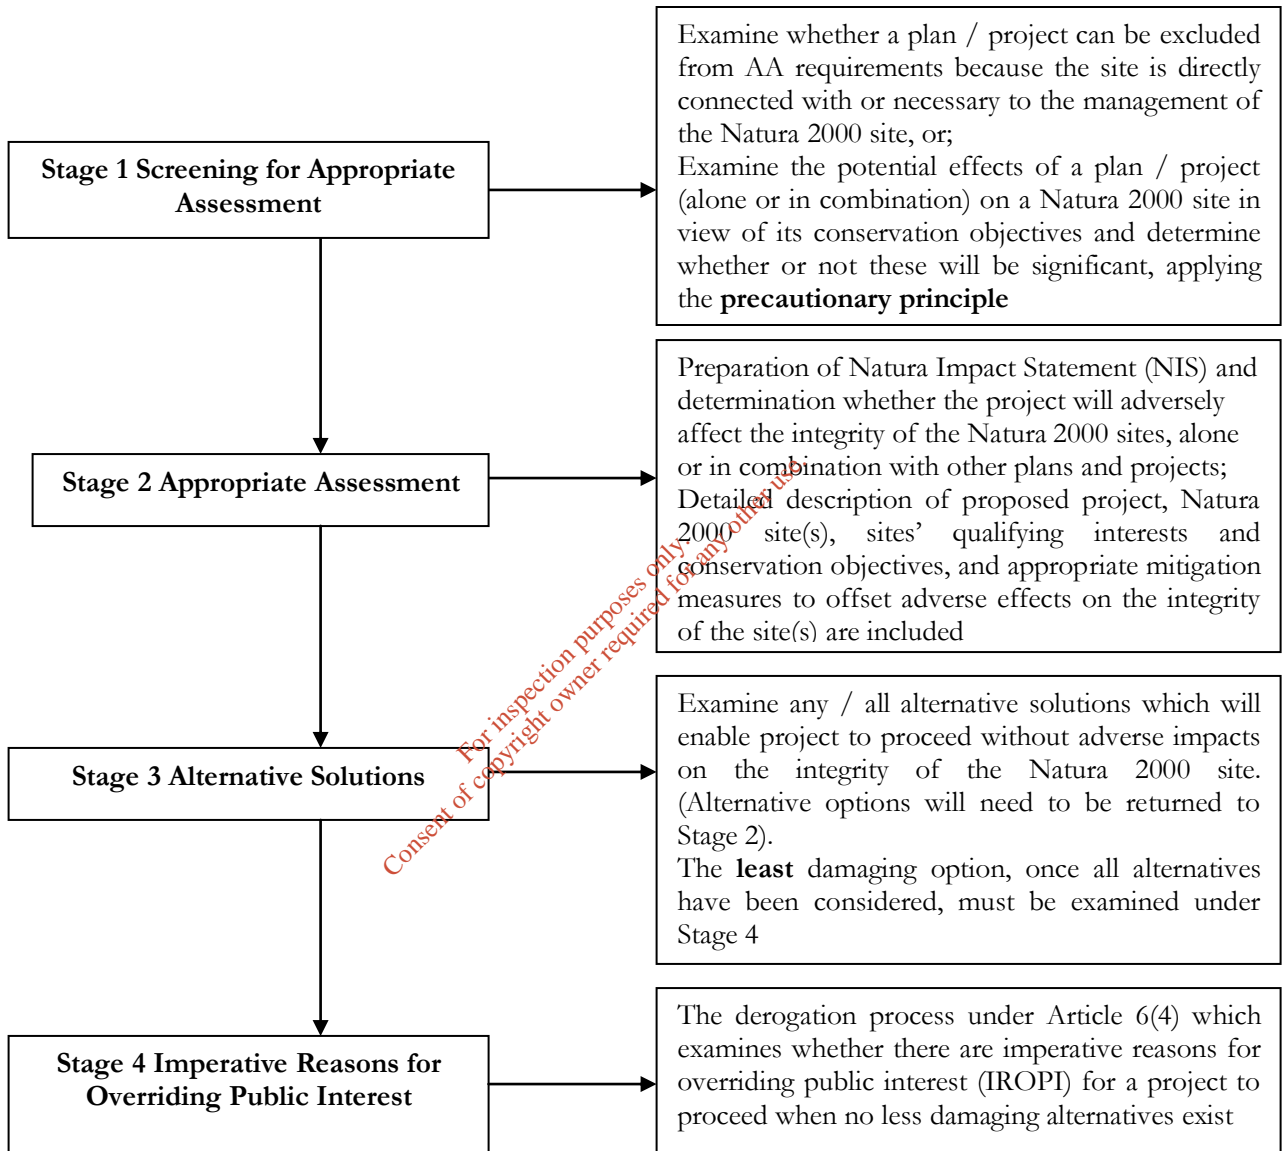 Stage 1 Screening for Appropriate
Assessment
Examine whether a plan / project can be excluded
from AA requirements because the site is directly
connected with or necessary to the management of
the Natura 2000 site, or;
Examine the potential effects of a plan / project
(alone or in combination) on a Natura 2000 site in
view of its conservation objectives and determine
whether or not these will be significant, applying
the precautionary principle
Stage 2 Appropriate Assessment
Preparation of Natura Impact Statement (NIS) and
determination whether the project will adversely
affect the integrity of the Natura 2000 sites, alone
or in combination with other plans and projects;
Detailed description of proposed project, Natura
2000 site(s), sites' qualifying interests and
conservation objectives, and appropriate mitigation
measures to offset adverse effects on the integrity
of the site(s) are included
Stage 3 Alternative Solutions
Examine any / all alternative solutions which will
enable project to proceed without adverse impacts
on the integrity of the Natura 2000 site.
(Alternative options will need to be returned to
Stage 2).
The least damaging option, once all alternatives
have been considered, must be examined under
Stage 4
Stage 4 Imperative Reasons for
Overriding Public Interest
The derogation process under Article 6(4) which
examines whether there are imperative reasons for
overriding public interest (IROPI) for a project to
proceed when no less damaging alternatives exist
For inspection purposes only.
Consent of copyright owner required for any other use.